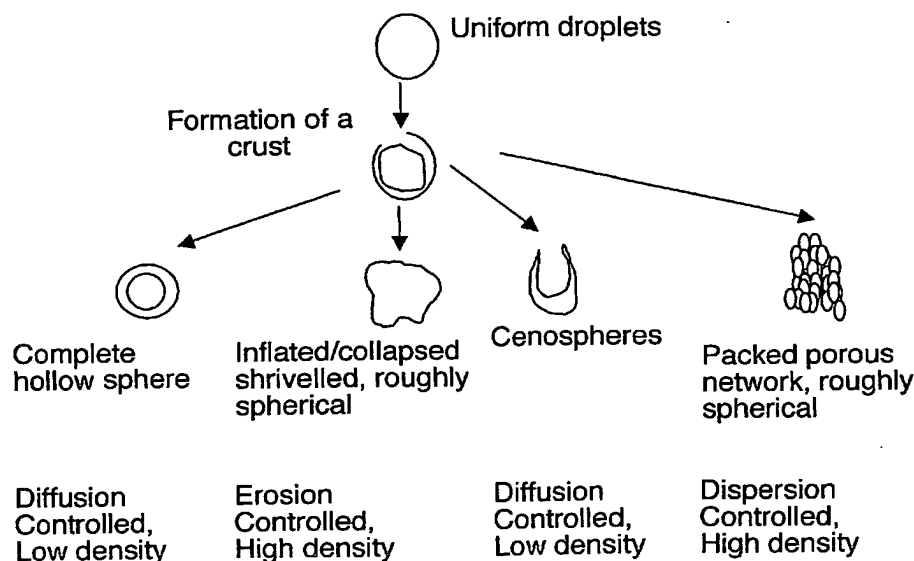 Uniform droplets
Formation of a
crust
Complete
hollow sphere
Inflated/collapsed
shrivelled, roughly
spherical
Cenospheres
Packed porous
network, roughly
spherical
Diffusion
Controlled,
Low density
Erosion
Controlled,
High density
Diffusion
Controlled,
Low density
Dispersion
Controlled,
High density